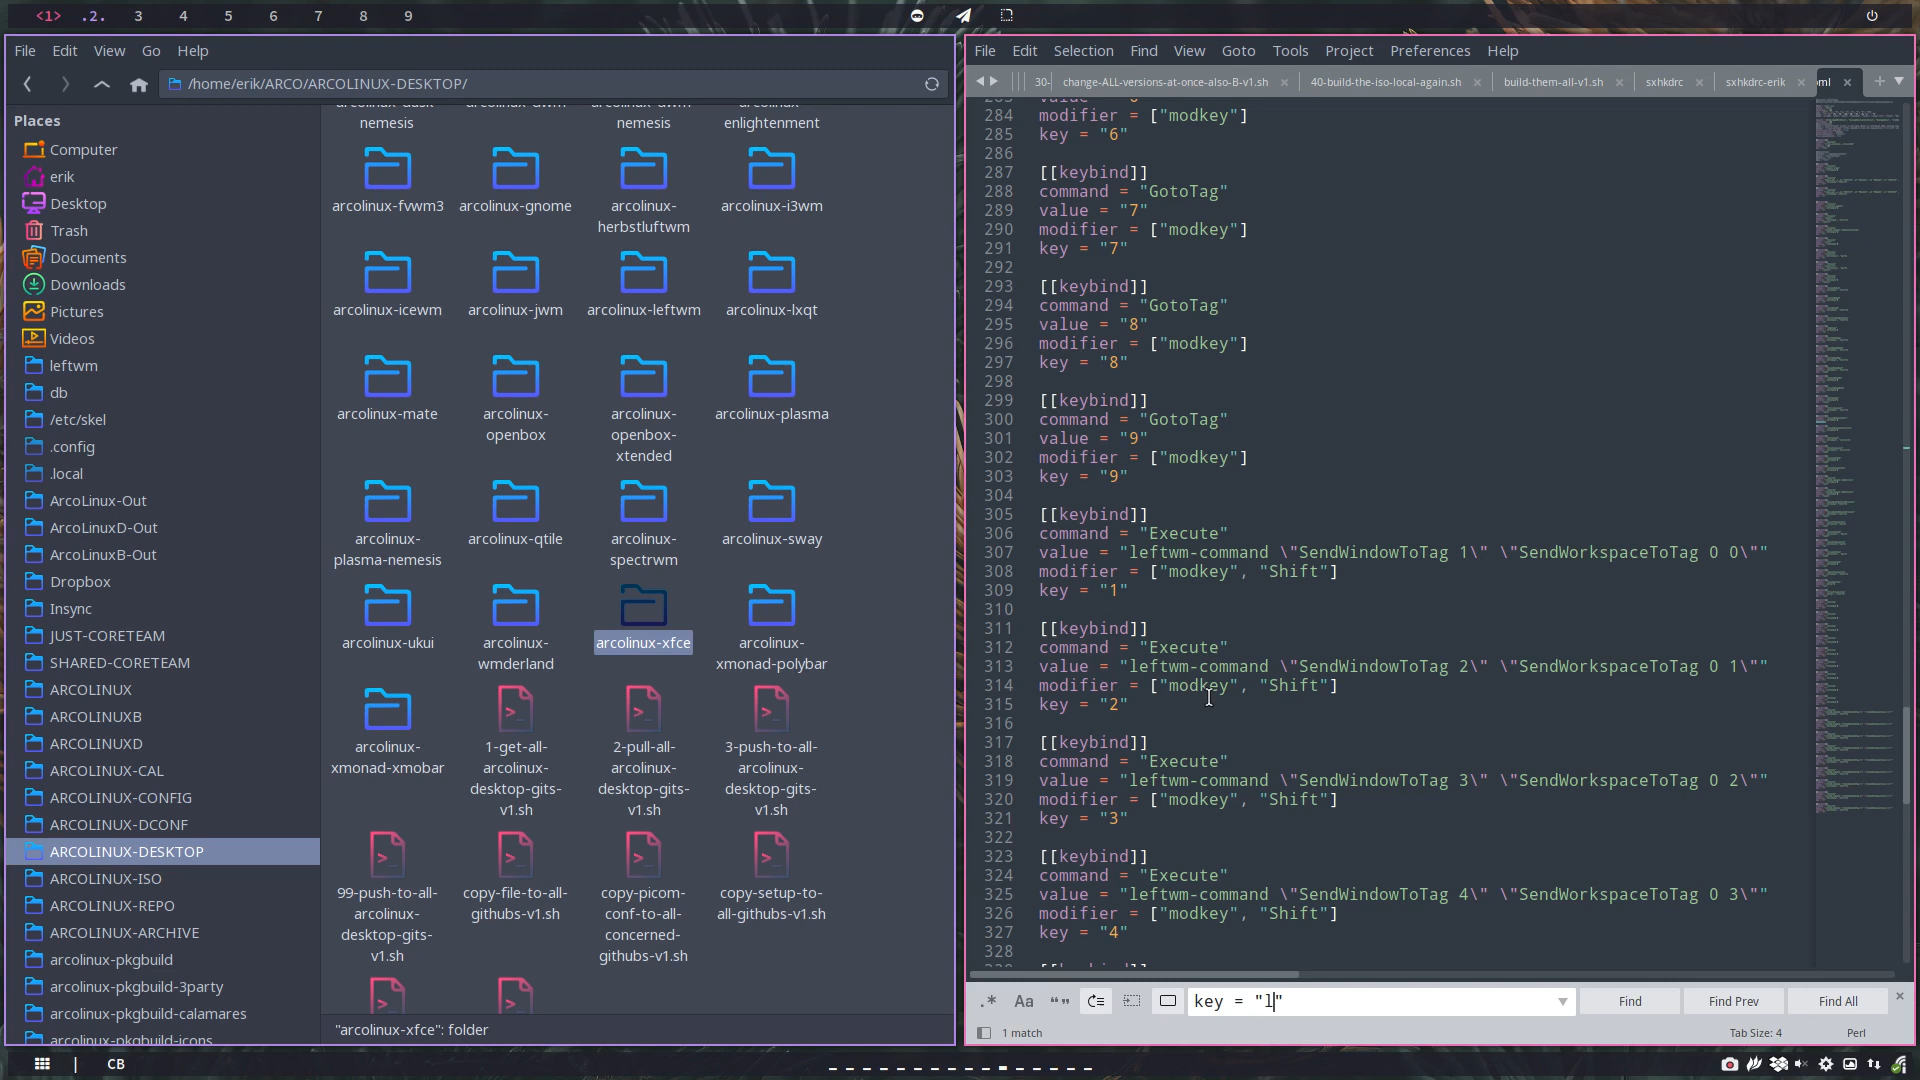 <1> .2. 3 4 5 6 7 8 9
File Edit View Go Help
/home/erik/ARCO/ARCOLINUX-DESKTOP/
Places
Computer
erik
Desktop
Trash
Documents
Downloads
Pictures
Videos
leftwm
db
/etc/skel
.config
.local
ArcoLinux-Out
ArcoLinuxD-Out
ArcoLinuxB-Out
Dropbox
Insync
JUST-CORETEAM
SHARED-CORETEAM
ARCOLINUX
ARCOLINUXB
ARCOLINUXD
ARCOLINUX-CAL
ARCOLINUX-CONFIG
ARCOLINUX-DCONF
ARCOLINUX-DESKTOP
ARCOLINUX-ISO
ARCOLINUX-REPO
ARCOLINUX-ARCHIVE
arcolinux-pkgbuild
arcolinux-pkgbuild-3party
arcolinux-pkgbuild-calamares
arcolinux-pkgbuild-icons
nemesis
nemesis
enlightenment
arcolinux-fvwm3
arcolinux-gnome
arcolinux-
herbstluftwm
arcolinux-i3wm
arcolinux-icewm
arcolinux-jwm
arcolinux-leftwm
arcolinux-lxqt
arcolinux-mate
arcolinux-
openbox
arcolinux-
openbox-
xtended
arcolinux-plasma
arcolinux-
plasma-nemesis
arcolinux-qtile
arcolinux-
spectrwm
arcolinux-sway
arcolinux-ukui
arcolinux-
wmderland
arcolinux-xfce
arcolinux-
xmonad-polybar
arcolinux-
xmonad-xmobar
1-get-all-
arcolinux-
desktop-gits-
v1.sh
2-pull-all-
arcolinux-
desktop-gits-
v1.sh
3-push-to-all-
arcolinux-
desktop-gits-
v1.sh
99-push-to-all-
arcolinux-
desktop-gits-
v1.sh
copy-file-to-all-
githubs-v1.sh
copy-picom-
conf-to-all-
concerned-
githubs-v1.sh
copy-setup-to-
all-githubs-v1.sh
"arcolinux-xfce": folder
File Edit Selection Find View Goto Tools Project Preferences Help
30- change-ALL-versions-at-once-also-B-v1.sh 40-build-the-iso-local-again.sh build-them-all-v1.sh sxhkdrc sxhkdrc-erik oml
284 modifier = ["modkey"]
285 key = "6"
286
287 [[keybind]]
288 command = "GotoTag"
289 value = "7"
290 modifier = ["modkey"]
291 key = "7"
292
293 [[keybind]]
294 command = "GotoTag"
295 value = "8"
296 modifier = ["modkey"]
297 key = "8"
298
299 [[keybind]]
300 command = "GotoTag"
301 value = "9"
302 modifier = ["modkey"]
303 key = "9"
304
305 [[keybind]]
306 command = "Execute"
307 value = "leftwm-command \"SendWindowToTag 1\" \"SendWorkspaceToTag 0 0\""
308 modifier = ["modkey", "Shift"]
309 key = "1"
310
311 [[keybind]]
312 command = "Execute"
313 value = "leftwm-command \"SendWindowToTag 2\" \"SendWorkspaceToTag 0 1\""
314 modifier = ["modkey", "Shift"]
315 key = "2"
316
317 [[keybind]]
318 command = "Execute"
319 value = "leftwm-command \"SendWindowToTag 3\" \"SendWorkspaceToTag 0 2\""
320 modifier = ["modkey", "Shift"]
321 key = "3"
322
323 [[keybind]]
324 command = "Execute"
325 value = "leftwm-command \"SendWindowToTag 4\" \"SendWorkspaceToTag 0 3\""
326 modifier = ["modkey", "Shift"]
327 key = "4"
328
.* Aa key = "l" Find Find Prev Find All
1 match Tab Size: 4 Perl
CB